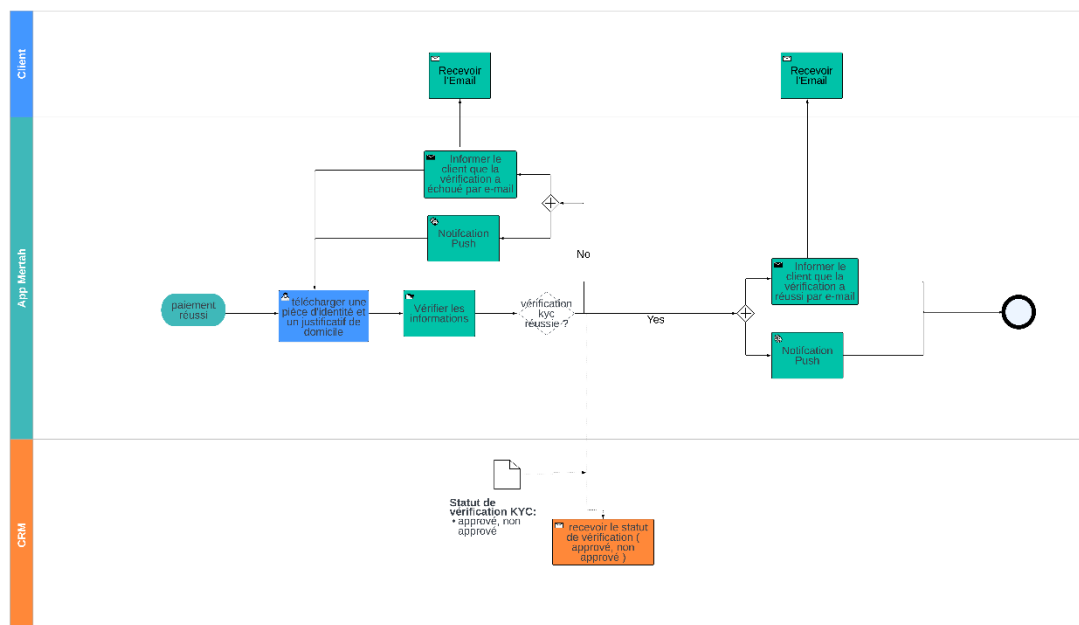 Client
Recevoir
l'Email
Recevoir
l'Email
App Mertah
Informer le
client que la
vérification a
échoué par e-mail
Notifcation
Push
No
paiement
réussi
télécharger une
pièce d'identité et
un justificatif de
domicile
Vérifier les
informations
vérification
kyc
réussie ?
Yes
Informer le
client que la
vérification a
réussi par e-mail
Notifcation
Push
CRM
Statut de
vérification KYC:
• apprové, non
apprové
recevoir le statut
de vérification (
apprové, non
apprové )